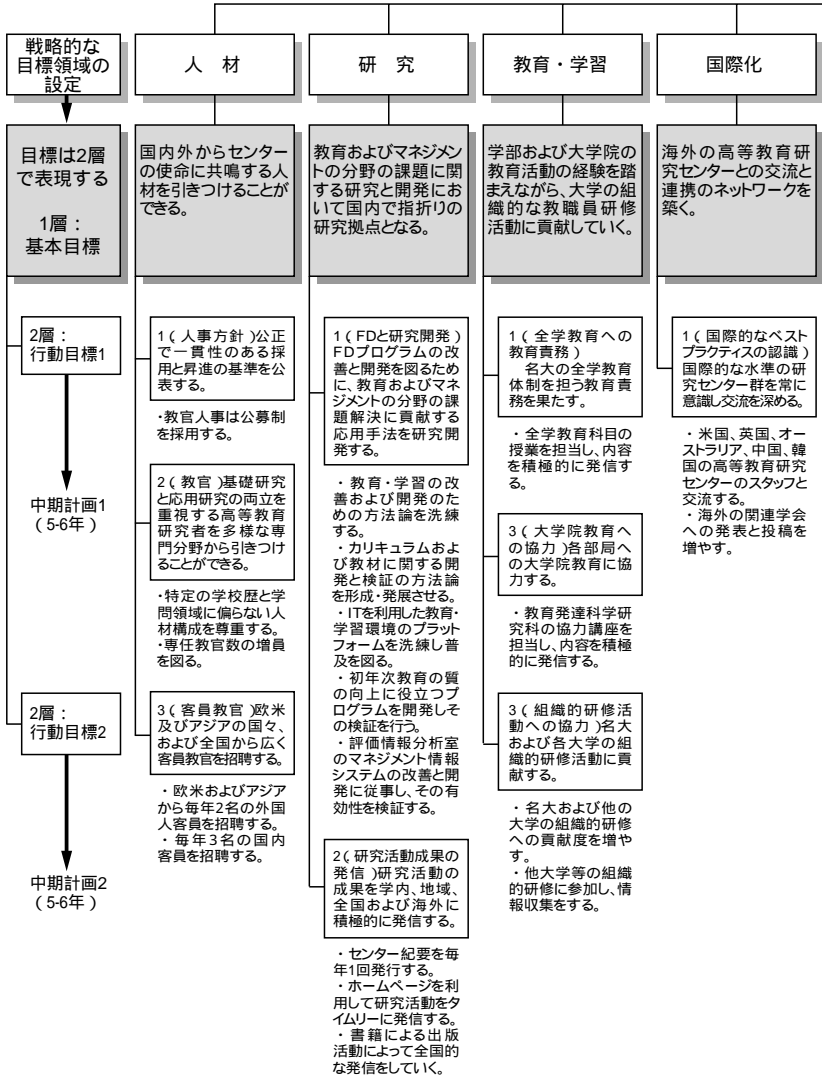 戦略的な
目標領域の
設定
目標は2層
で表現する
1層：
基本目標
2層：
行動目標1
中期計画1
（5-6年）
2層：
行動目標2
中期計画2
（5-6年）
人　材
国内外からセンター
の使命に共鳴する人
材を引きつけることが
できる。
1（人事方針）公正
で一貫性のある採
用と昇進の基準を公
表する。
・教官人事は公募制
を採用する。
2（教官）基礎研究
と応用研究の両立を
重視する高等教育
研究者を多様な専
門分野から引きつけ
ることができる。
・特定の学校歴と学
問領域に偏らない人
材構成を尊重する。
・専任教官数の増員
を図る。
3（客員教官）欧米
及びアジアの国々、
および全国から広く
客員教官を招聘する。
・欧米およびアジア
から毎年2名の外国
人客員を招聘する。
・毎年3名の国内
客員を招聘する。
研　究
教育およびマネジメント
の分野の課題に関
する研究と開発にお
いて国内で指折りの
研究拠点となる。
1（FDと研究開発）
FDプログラムの改
善と開発を図るため
に、教育およびマネ
ジメントの分野の課
題解決に貢献する
応用手法を研究開
発する。
・教育・学習の改
善および開発のた
めの方法論を洗練
する。
・カリキュラムおよ
び教材に関する開
発と検証の方法論
を形成・発展させる。
・ITを利用した教育・
学習環境のプラット
フォームを洗練し普
及を図る。
・初年次教育の質
の向上に役立つプ
ログラムを開発しそ
の検証を行う。
・評価情報分析室
のマネジメント情報
システムの改善と開
発に従事し、その有
効性を検証する。
2（研究活動成果の
発信）研究活動の
成果を学内、地域、
全国および海外に
積極的に発信する。
・センター紀要を毎
年1回発行する。
・ホームページを利
用して研究活動をタ
イムリーに発信する。
・書籍による出版
活動によって全国的
な発信をしていく。
教育・学習
学部および大学院の
教育活動の経験を踏
まえながら、大学の組
織的な教職員研修
活動に貢献していく。
1（全学教育への
教育責務）
名大の全学教育
体制を担う教育責
務を果たす。
・全学教育科目の
授業を担当し、内容
を積極的に発信す
る。
3（大学院教育へ
の協力）各部局へ
の大学院教育に協
力する。
・教育発達科学研
究科の協力講座を
担当し、内容を積極
的に発信する。
3（組織的研修活
動への協力）名大
および各大学の組
織的研修活動に貢
献する。
・名大および他の
大学の組織的研修
への貢献度を増や
す。
・他大学等の組織
的研修に参加し、情
報収集をする。
国際化
海外の高等教育研
究センターとの交流と
連携のネットワークを
築く。
1（国際的なベスト
プラクティスの認識）
国際的な水準の研
究センター群を常に
意識し交流を深める。
・米国、英国、オー
ストラリア、中国、韓
国の高等教育研究
センターのスタッフと
交流する。
・海外の関連学会
への発表と投稿を
増やす。